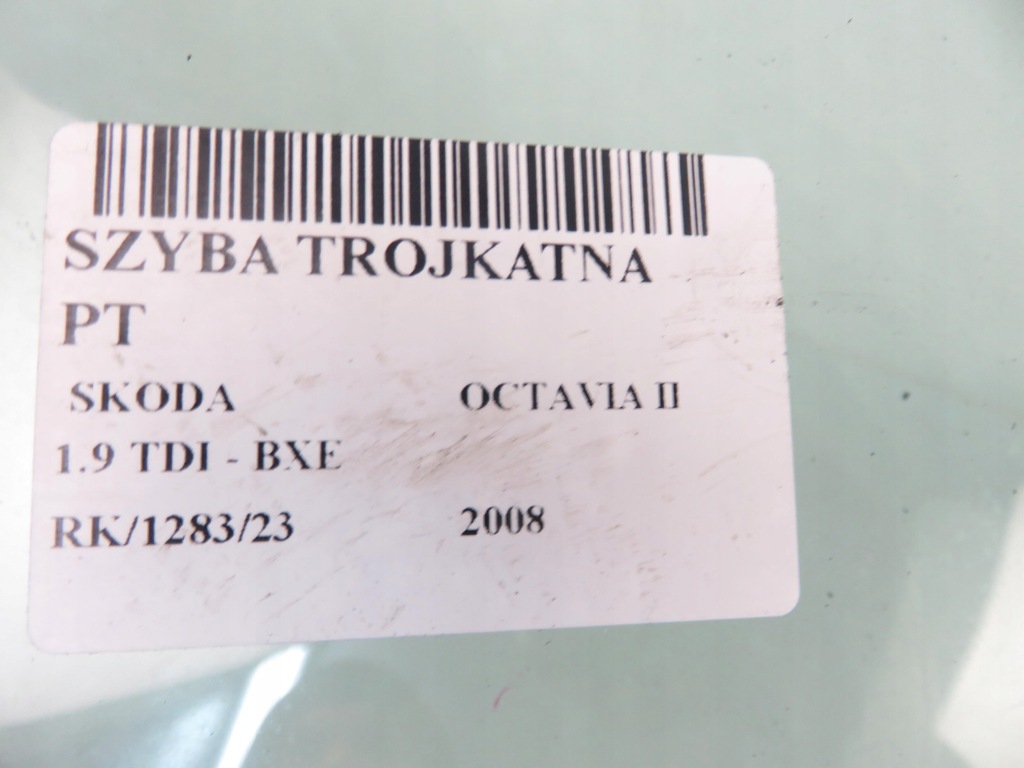 SZYBA TROJKATNA
PT
SKODA OCTAVIA II
1.9 TDI - BXE
RK/1283/23 2008